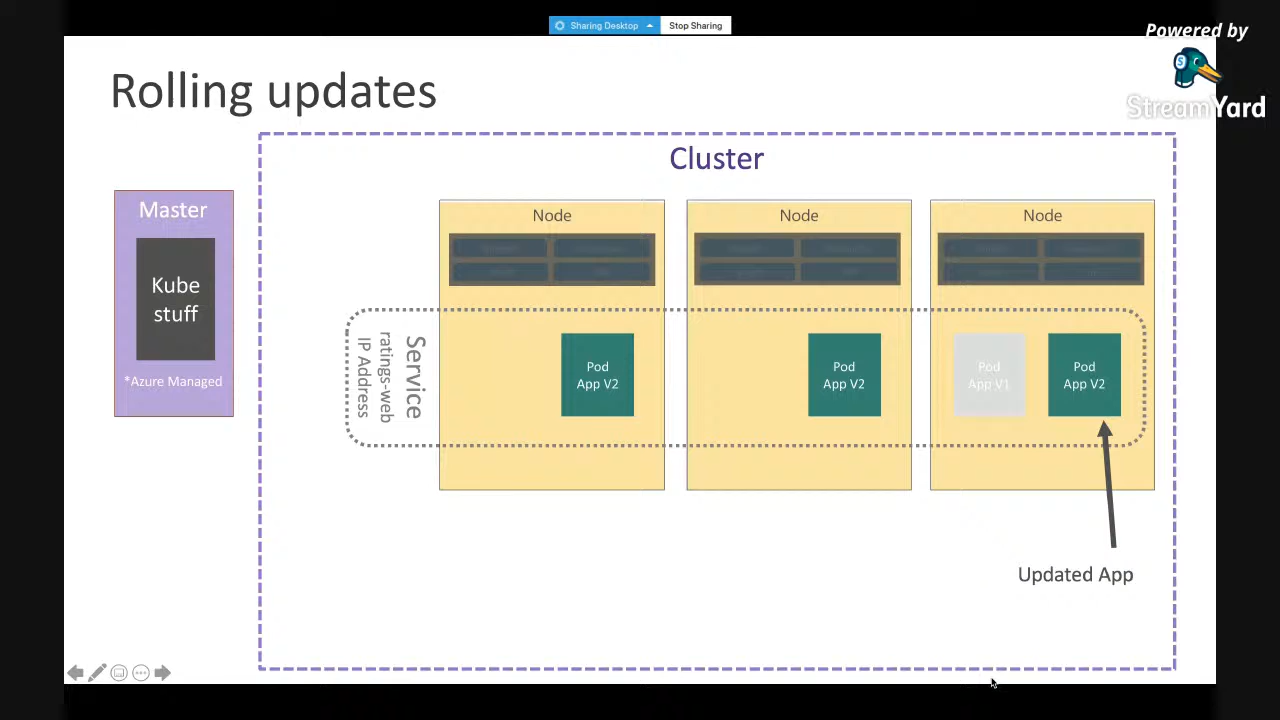 Sharing Desktop
Stop Sharing
Powered by
StreamYard
Rolling updates
Cluster
Master
Kube
stuff
*Azure Managed
Node
Node
Node
Service
ratings-web
IP Address
Pod
App V2
Pod
App V2
Pod
App V1
Pod
App V2
Updated App